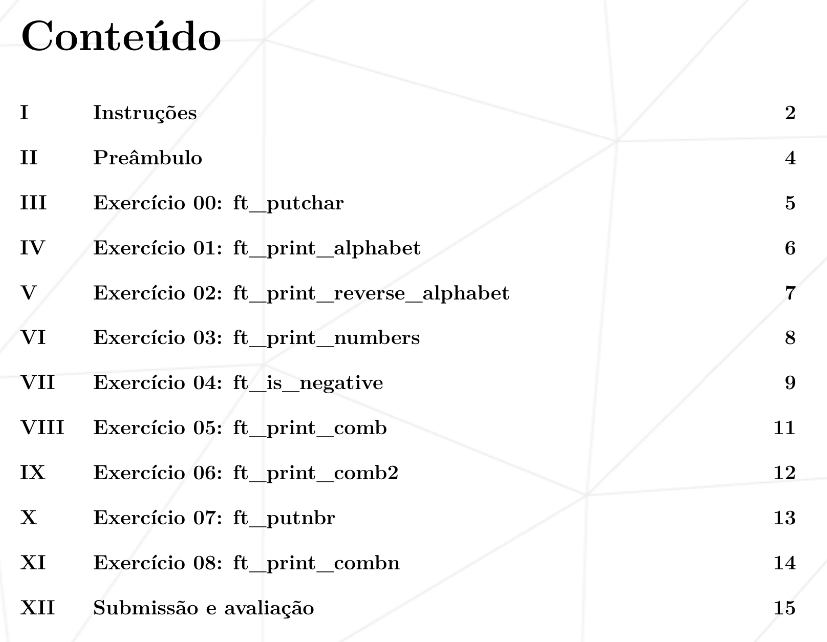 Conteúdo
I Instruções 2
II Preâmbulo 4
III Exercício 00: ft_putchar 5
IV Exercício 01: ft_print_alphabet 6
V Exercício 02: ft_print_reverse_alphabet 7
VI Exercício 03: ft_print_numbers 8
VII Exercício 04: ft_is_negative 9
VIII Exercício 05: ft_print_comb 11
IX Exercício 06: ft_print_comb2 12
X Exercício 07: ft_putnbr 13
XI Exercício 08: ft_print_combn 14
XII Submissão e avaliação 15